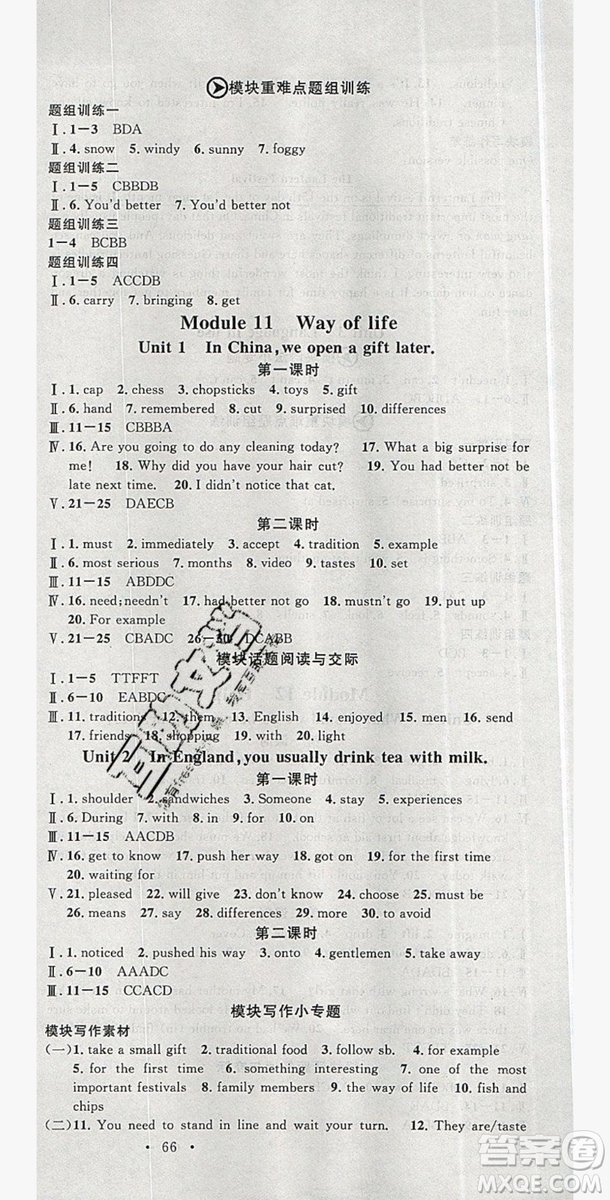 模块重难点题组训练
题组训练一
Ⅰ. 1-3 BDA
Ⅱ. 4. snow 5. windy 6. sunny 7. foggy
题组训练二
Ⅰ. 1-5 CBBDB
Ⅱ. 6. You'd better 7. You'd better not
题组训练三
1-4 BCBB
题组训练四
Ⅰ. 1-5 ACCDB
Ⅱ. 6. carry 7. bringing 8. get
Module 11 Way of life
Unit 1 In China, we open a gift later.
第一课时
Ⅰ. 1. cap 2. chess 3. chopsticks 4. toys 5. gift
Ⅱ. 6. hand 7. remembered 8. cut 9. surprised 10. differences
Ⅲ. 11-15 CBBBA
Ⅳ. 16. Are you going to do any cleaning today? 17. What a big surprise for
me! 18. Why didn't you have your hair cut? 19. You had better not be
late next time. 20. I didn't notice that cat.
Ⅴ. 21-25 DAECB
第二课时
Ⅰ. 1. must 2. immediately 3. accept 4. tradition 5. example
Ⅱ. 6. most serious 7. months 8. video 9. tastes 10. set
Ⅲ. 11-15 ABDDC
Ⅳ. 16. need; needn't 17. had better not go 18. mustn't go 19. put up
20. For example
Ⅴ. 21-25 CBADC 26-30 DCABB
模块话题阅读与交际
Ⅰ. 1-5 TTFFT
Ⅱ. 6-10 EABDC
Ⅲ. 11. traditions 12. them 13. English 14. enjoyed 15. men
17. friends 18. shopping 19. with 20. sending
Unit 2 In England, you usually drink tea with milk.
第一课时
Ⅰ. 1. shoulder 2. sandwiches 3. Someone 4. stay 5. experiences
Ⅱ. 6. During 7. with 8. in 9. for 10. on
Ⅲ. 11-15 AACDB
Ⅳ. 16. get to know 17. push her way 18. on time 19. for the first time
20. waiting for
Ⅴ. 21. pleased 22. will give 23. don't 24. choose 25. must be
26. means 27. say 28. differences 29. more 30. to avoid
第二课时
Ⅰ. 1. noticed 2. pushed his way 3. onto 4. gentlemen 5. take away
Ⅱ. 6-10 AAADC
Ⅲ. 11-15 CCACD
模块写作小专题
模块写作素材
(一)1. take a small gift 2. traditional food 3. follow sb. 4. for example
5. for the first time 6. something interesting 7. one of the most
important festivals 8. family members 9. the way of life 10. fish and
chips
(二)11. You need to stand in line and wait your turn. 12. They are/taste
· 66 ·
作业精灵
MYDAAN.COM